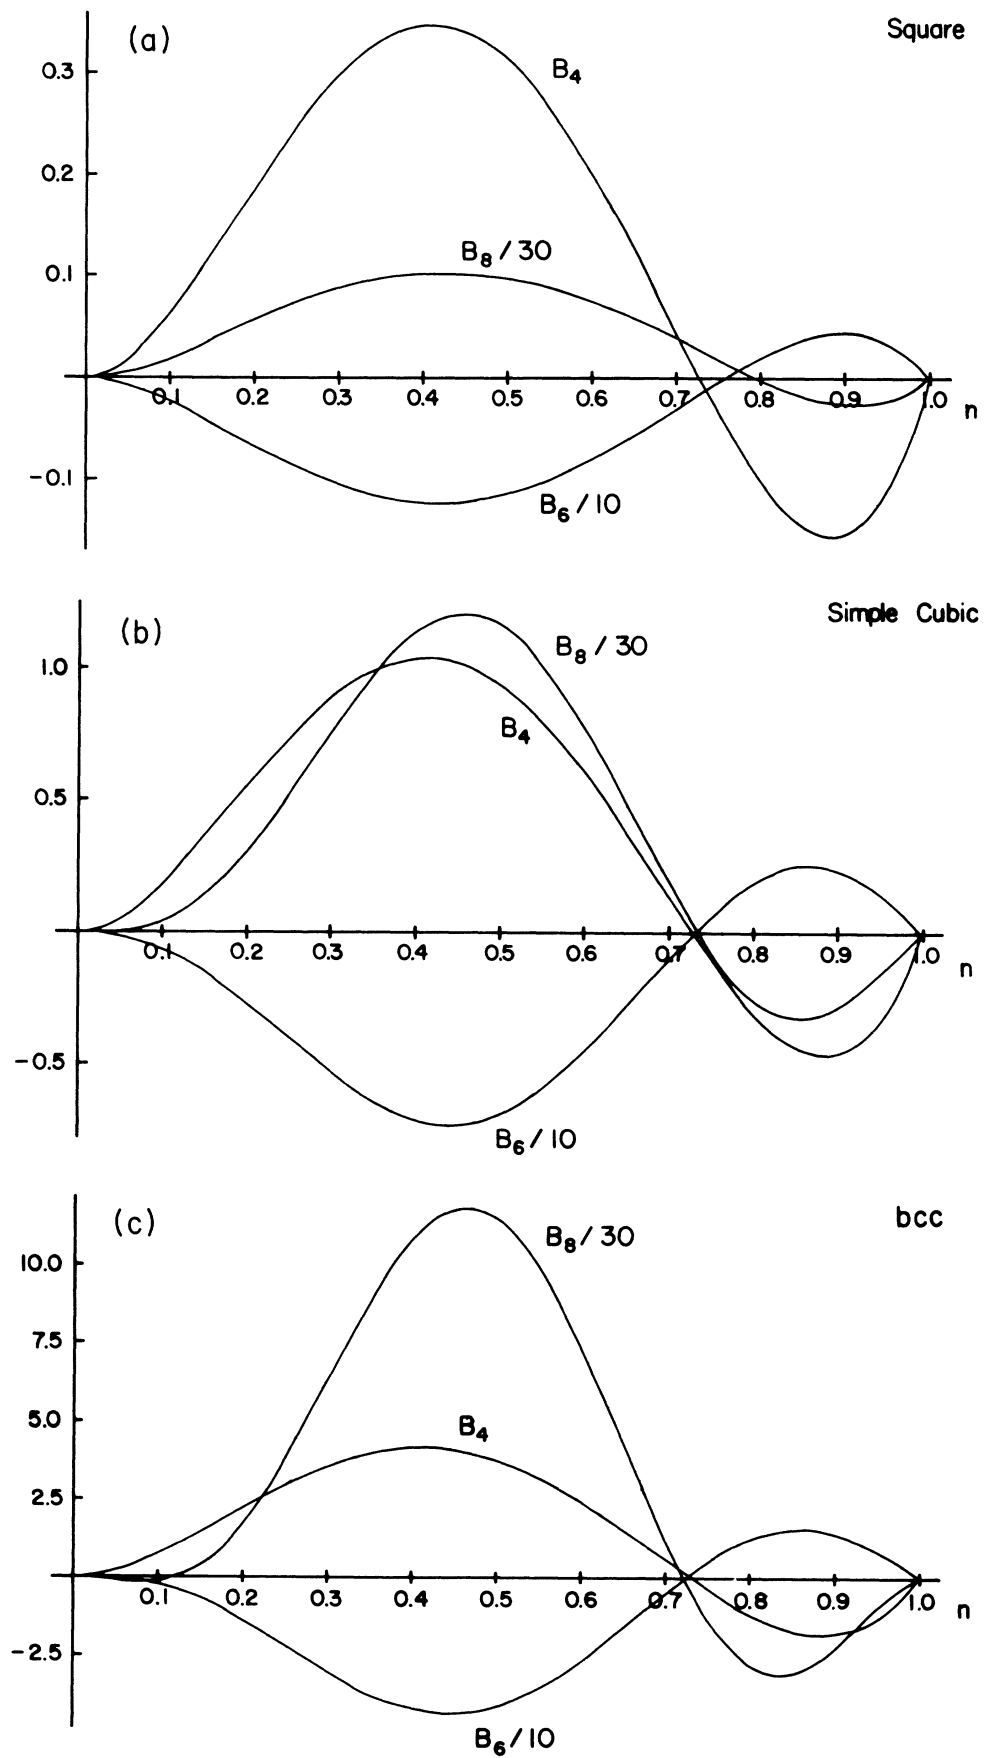 (a)
Square
0.3
B₄
0.2
B₈/30
0.1
0.1 0.2 0.3 0.4 0.5 0.6 0.7 0.8 0.9 1.0 n
-0.1
B₆/10
(b)
Simple Cubic
1.0
B₈/30
B₄
0.5
0.1 0.2 0.3 0.4 0.5 0.6 0.7 0.8 0.9 1.0 n
-0.5
B₆/10
(c)
bcc
10.0
B₈/30
7.5
5.0
B₄
2.5
0.1 0.2 0.3 0.4 0.5 0.6 0.7 0.8 0.9 1.0 n
-2.5
B₆/10